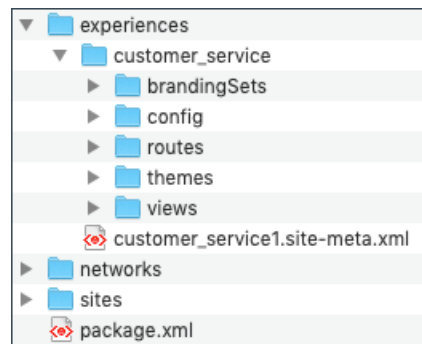 experiences
customer_service
brandingSets
config
routes
themes
views
customer_service1.site-meta.xml
networks
sites
package.xml